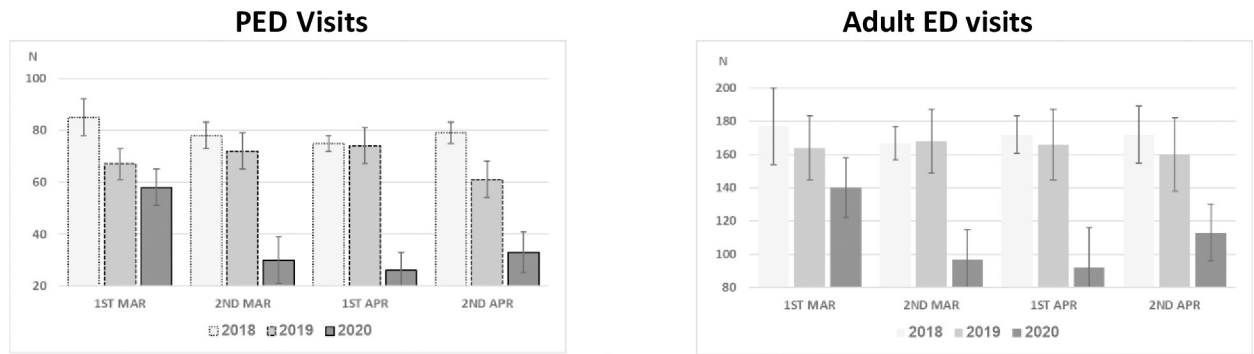 PED Visits
N
100
80
60
40
20
1ST MAR 2ND MAR 1ST APR 2ND APR
2018 2019 2020
Adult ED visits
N
200
180
160
140
120
100
80
1ST MAR 2ND MAR 1ST APR 2ND APR
2018 2019 2020